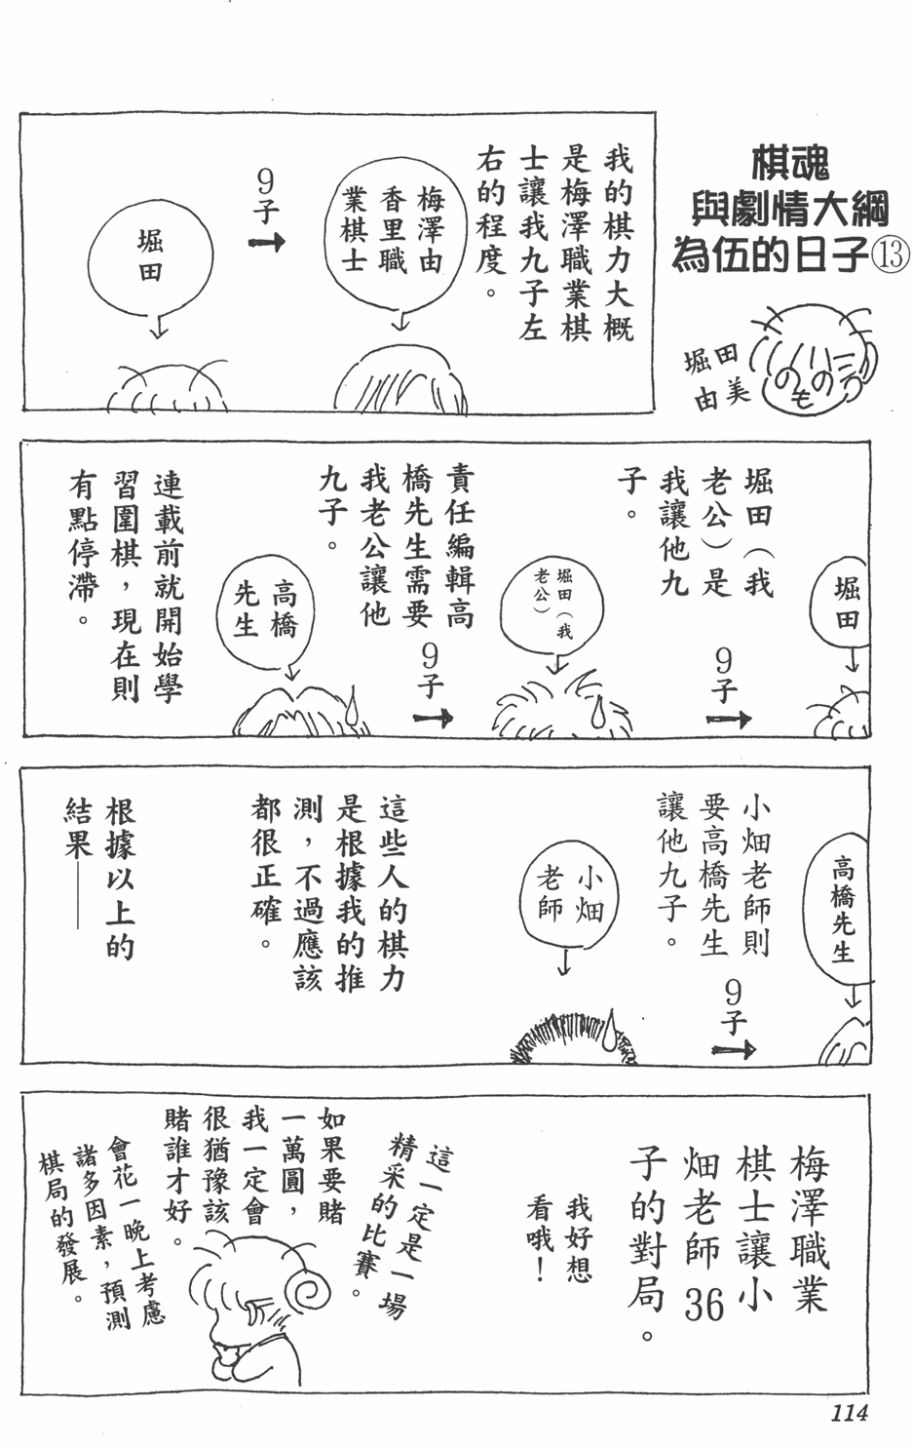 棋魂
與劇情大綱
為伍的日子⑬
堀田
由美
我的棋力大概
是梅澤職業棋
士讓我九子左
右的程度。
梅澤由
香里職
業棋士
9子
堀田
堀田
堀田（我
老公）是
我讓他九
子。
9子
堀田（我
老公）
責任編輯高
橋先生需要
我老公讓他
九子。
9子
高橋
先生
連載前就開始學
習圍棋，現在則
有點停滯。
高橋先生
小畑老師則
要高橋先生
讓他九子。
9子
小畑
老師
這些人的棋力
是根據我的推
測，不過應該
都很正確。
根據以上的
結果──
梅澤職業
棋士讓小
畑老師36
子的對局。
我好想
看哦！
這一定是一場
精采的比賽。
如果要賭
一萬圓，
我一定會
很猶豫該
賭誰才好。
會花一晚上考慮
諸多因素，預測
棋局的發展。
114